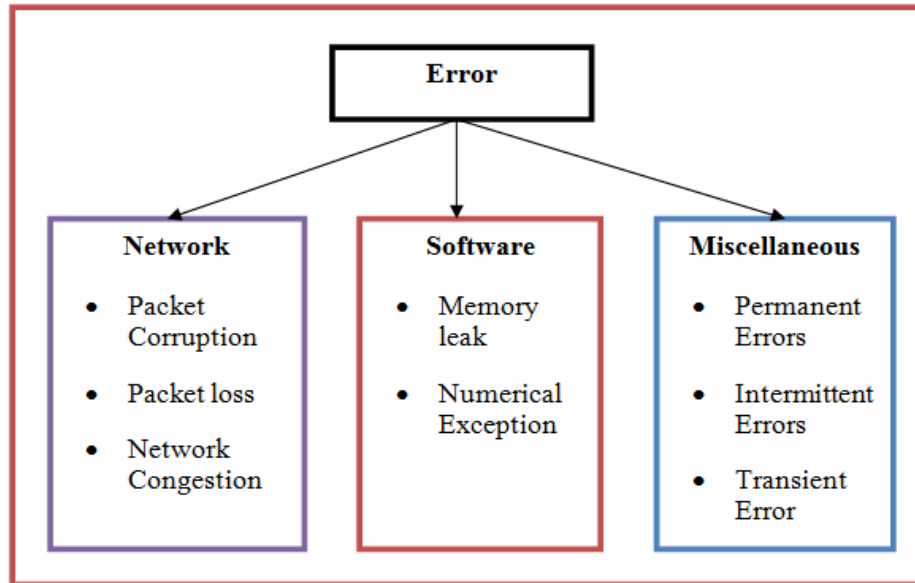 Error
Network
• Packet
Corruption
• Packet loss
• Network
Congestion
Software
• Memory
leak
• Numerical
Exception
Miscellaneous
• Permanent
Errors
• Intermittent
Errors
• Transient
Error